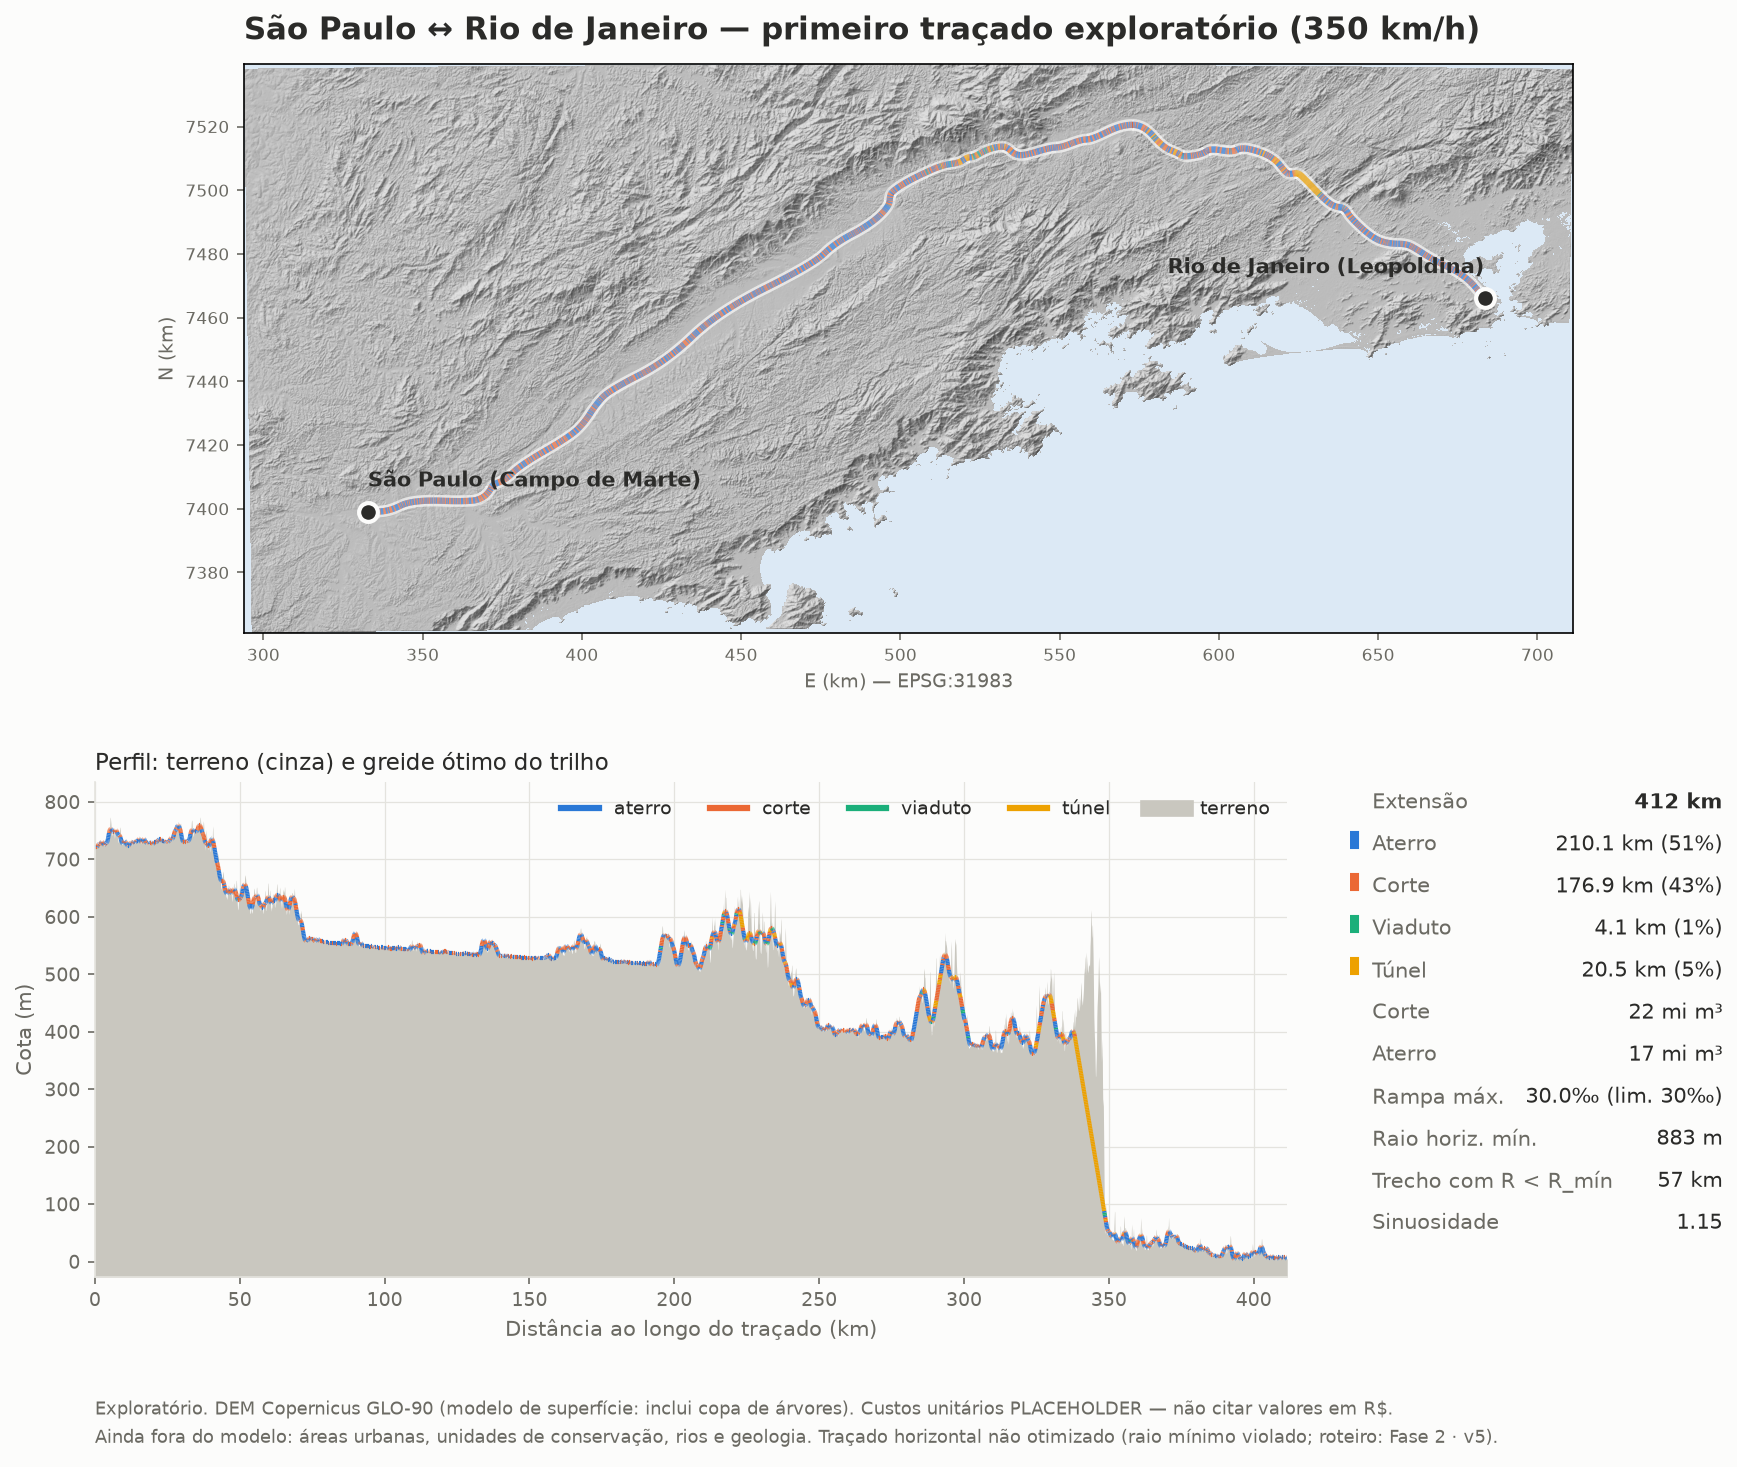 São Paulo ↔ Rio de Janeiro — primeiro traçado exploratório (350 km/h)
7520
7500
7480
7460
7440
7420
7400
7380
N (km)
Rio de Janeiro (Leopoldina)
São Paulo (Campo de Marte)
300 350 400 450 500 550 600 650 700
E (km) — EPSG:31983
Perfil: terreno (cinza) e greide ótimo do trilho
aterro corte viaduto túnel terreno
800
700
600
500
400
300
200
100
0
Cota (m)
0 50 100 150 200 250 300 350 400
Distância ao longo do traçado (km)
Extensão 412 km
Aterro 210.1 km (51%)
Corte 176.9 km (43%)
Viaduto 4.1 km (1%)
Túnel 20.5 km (5%)
Corte 22 mi m³
Aterro 17 mi m³
Rampa máx. 30.0‰ (lim. 30‰)
Raio horiz. mín. 883 m
Trecho com R < R_mín 57 km
Sinuosidade 1.15
Exploratório. DEM Copernicus GLO-90 (modelo de superfície: inclui copa de árvores). Custos unitários PLACEHOLDER — não citar valores em R$.
Ainda fora do modelo: áreas urbanas, unidades de conservação, rios e geologia. Traçado horizontal não otimizado (raio mínimo violado; roteiro: Fase 2 · v5).